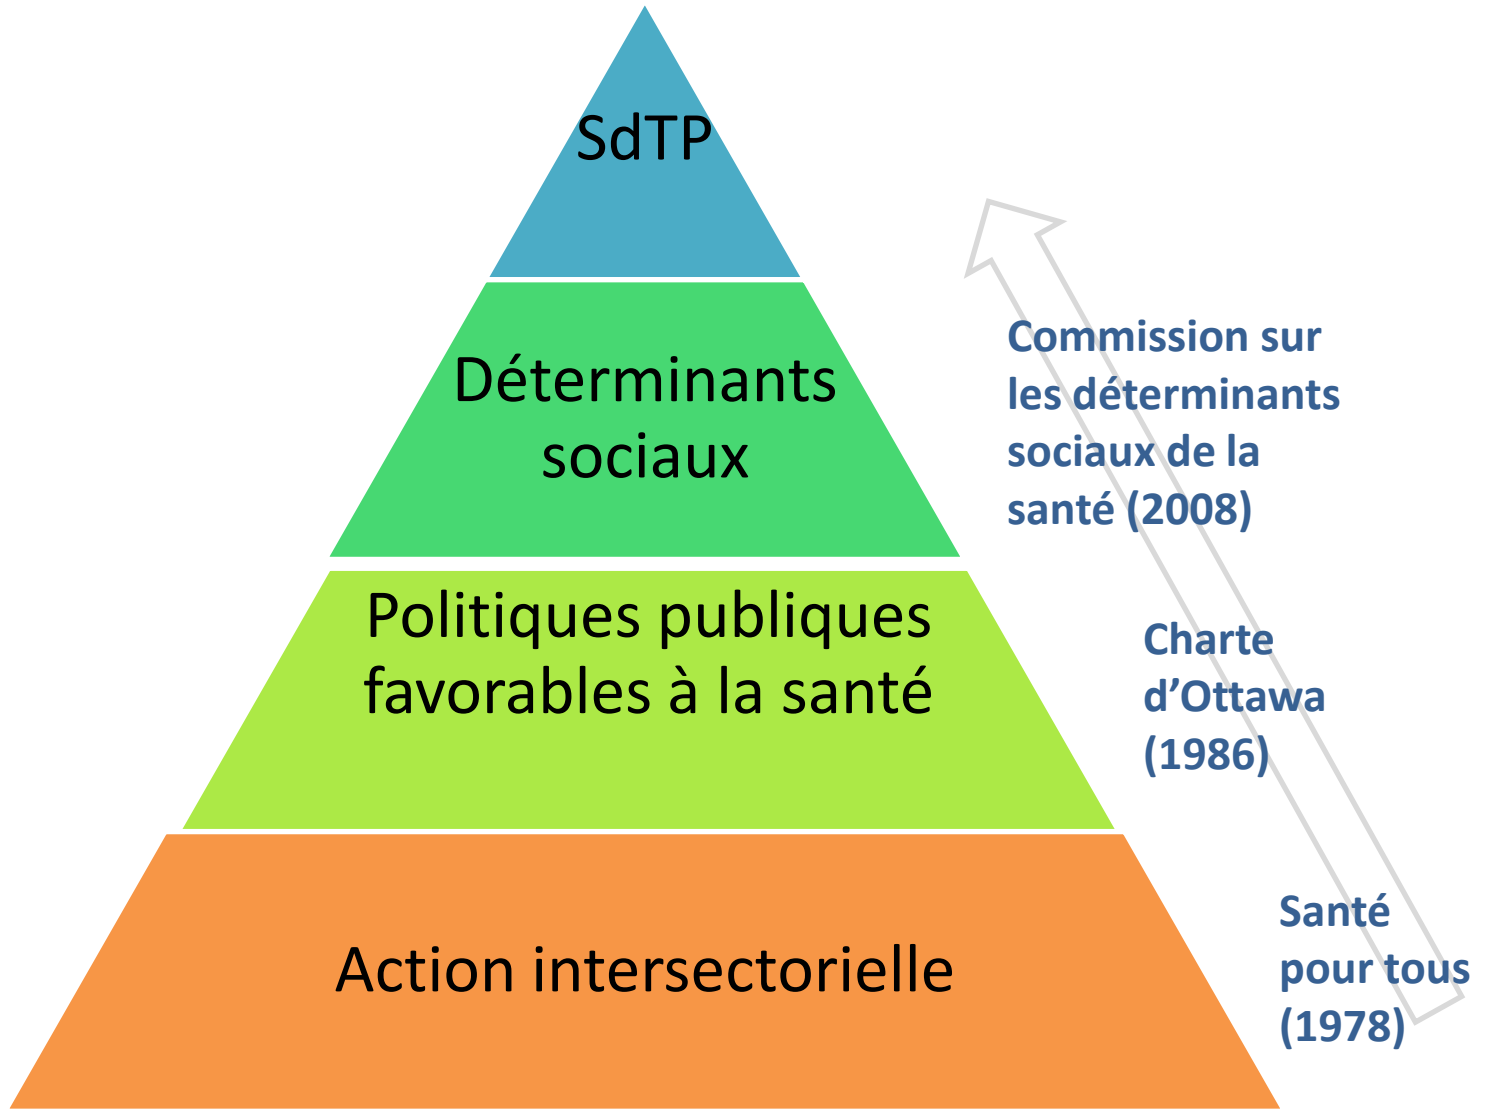 SdTP
Déterminants
sociaux
Commission sur
les déterminants
sociaux de la
santé (2008)
Politiques publiques
favorables à la santé
Charte
d’Ottawa
(1986)
Action intersectorielle
Santé
pour tous
(1978)